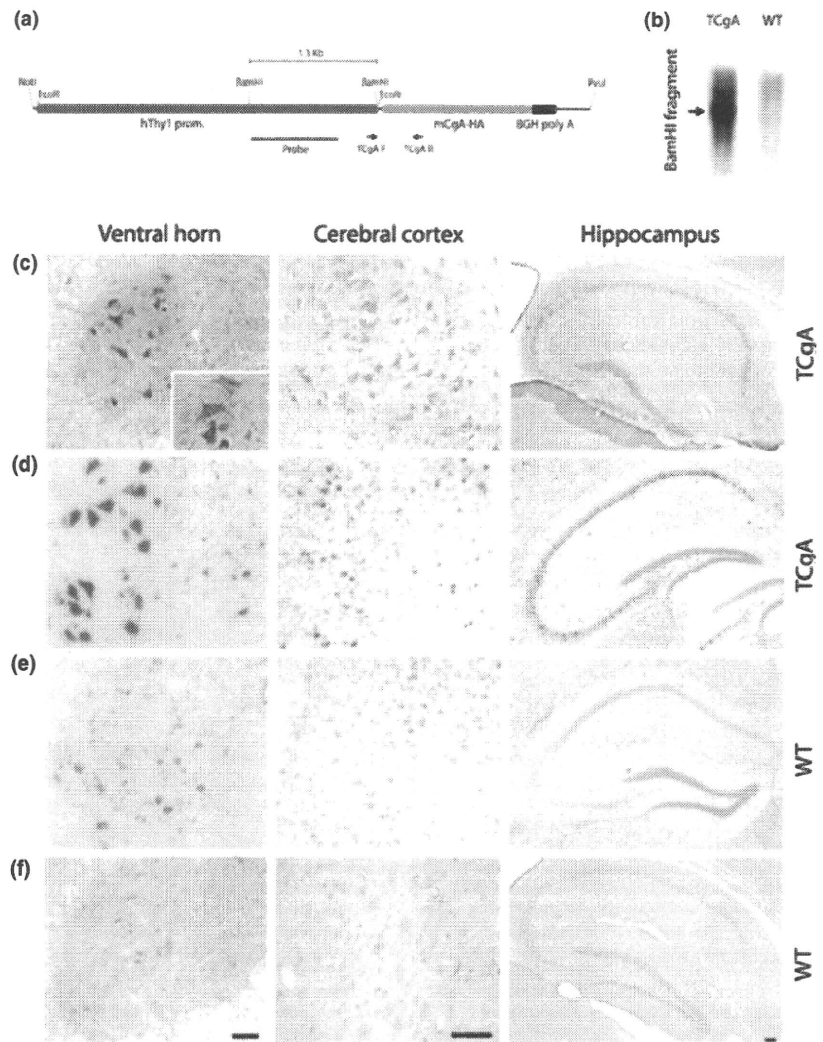 (a)
1.3 Kb
NotI
EcoRI
BamHI
BamHI
EcoRI
PvuI
hThy1 prom.
mCgA-HA
BGH poly A
Probe
TCgA F
TCgA R
(b)
TCgA
WT
BamHI fragment
Ventral horn
Cerebral cortex
Hippocampus
(c)
TCgA
(d)
TCgA
(e)
WT
(f)
WT